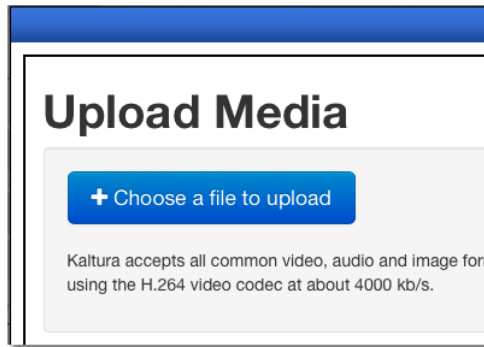 Upload Media
+ Choose a file to upload
Kaltura accepts all common video, audio and image for
using the H.264 video codec at about 4000 kb/s.